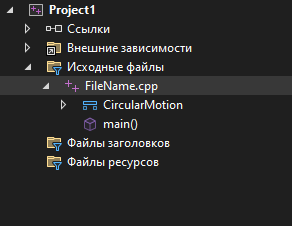 Project1
Ссылки
Внешние зависимости
Исходные файлы
FileName.cpp
CircularMotion
main()
Файлы заголовков
Файлы ресурсов